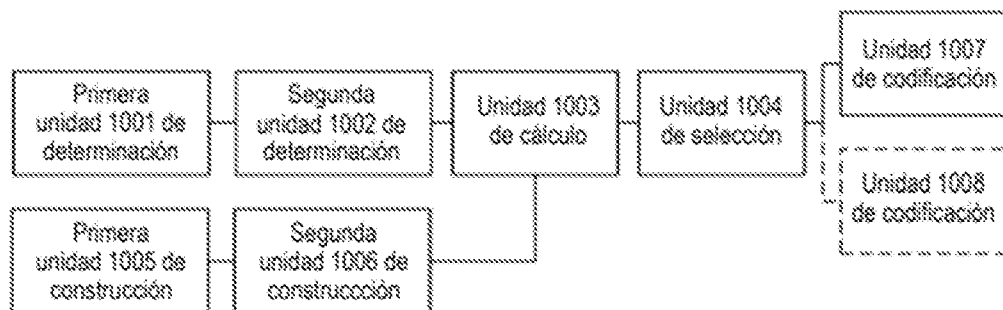 Primera
unidad 1001 de
determinación
Segunda
unidad 1002 de
determinación
Unidad 1003
de cálculo
Unidad 1004
de selección
Unidad 1007
de codificación
Unidad 1008
de codificación
Primera
unidad 1005 de
construcción
Segunda
unidad 1006 de
construccción